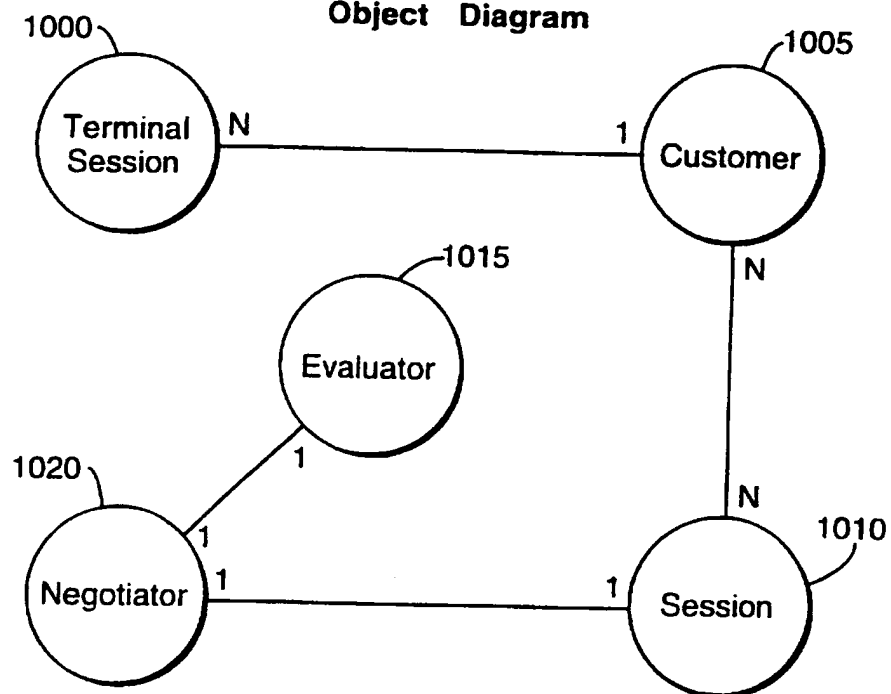 Object Diagram
1000
1005
Terminal
Session
N
1
Customer
N
1015
Evaluator
1
1020
1
N
1010
Negotiator
1
1
Session